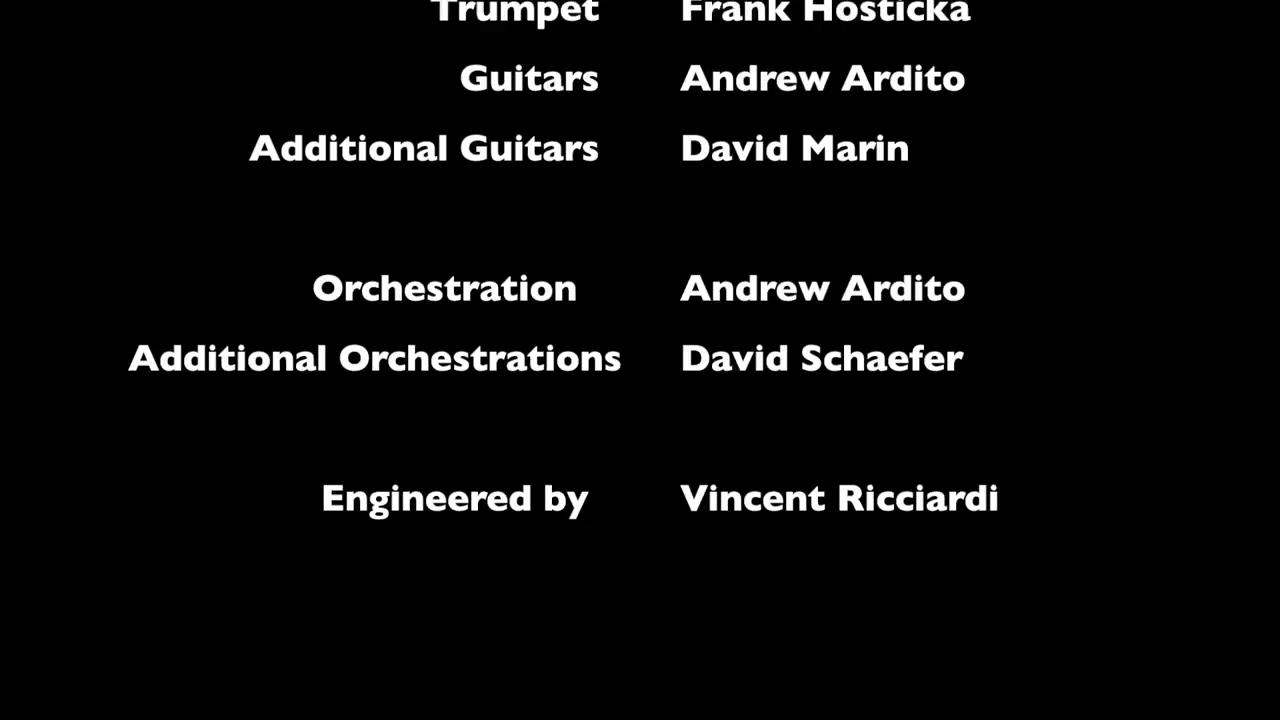 Trumpet Frank Hosticka
Guitars Andrew Ardito
Additional Guitars David Marin
Orchestration Andrew Ardito
Additional Orchestrations David Schaefer
Engineered by Vincent Ricciardi